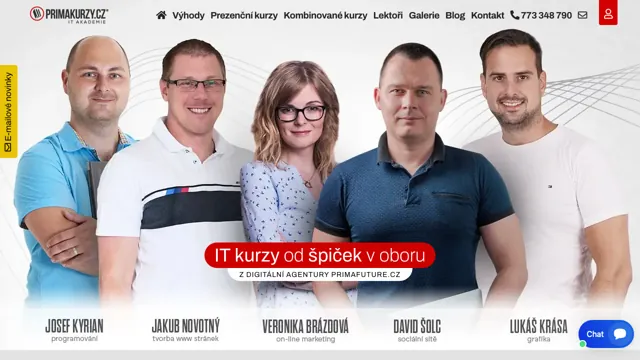 PRIMAKURZY.CZ
IT AKADEMIE
Výhody
Prezenční kurzy
Kombinované kurzy
Lektoři
Galerie
Blog
Kontakt
773 348 790
E-mailové novinky
IT kurzy od špiček v oboru
Z DIGITÁLNÍ AGENTURY PRIMAFUTURE.CZ
JOSEF KYRIAN
programování
JAKUB NOVOTNÝ
tvorba www stránek
VERONIKA BRÁZDOVÁ
on-line marketing
DAVID ŠOLC
sociální sítě
LUKÁŠ KRÁSA
grafika
Chat